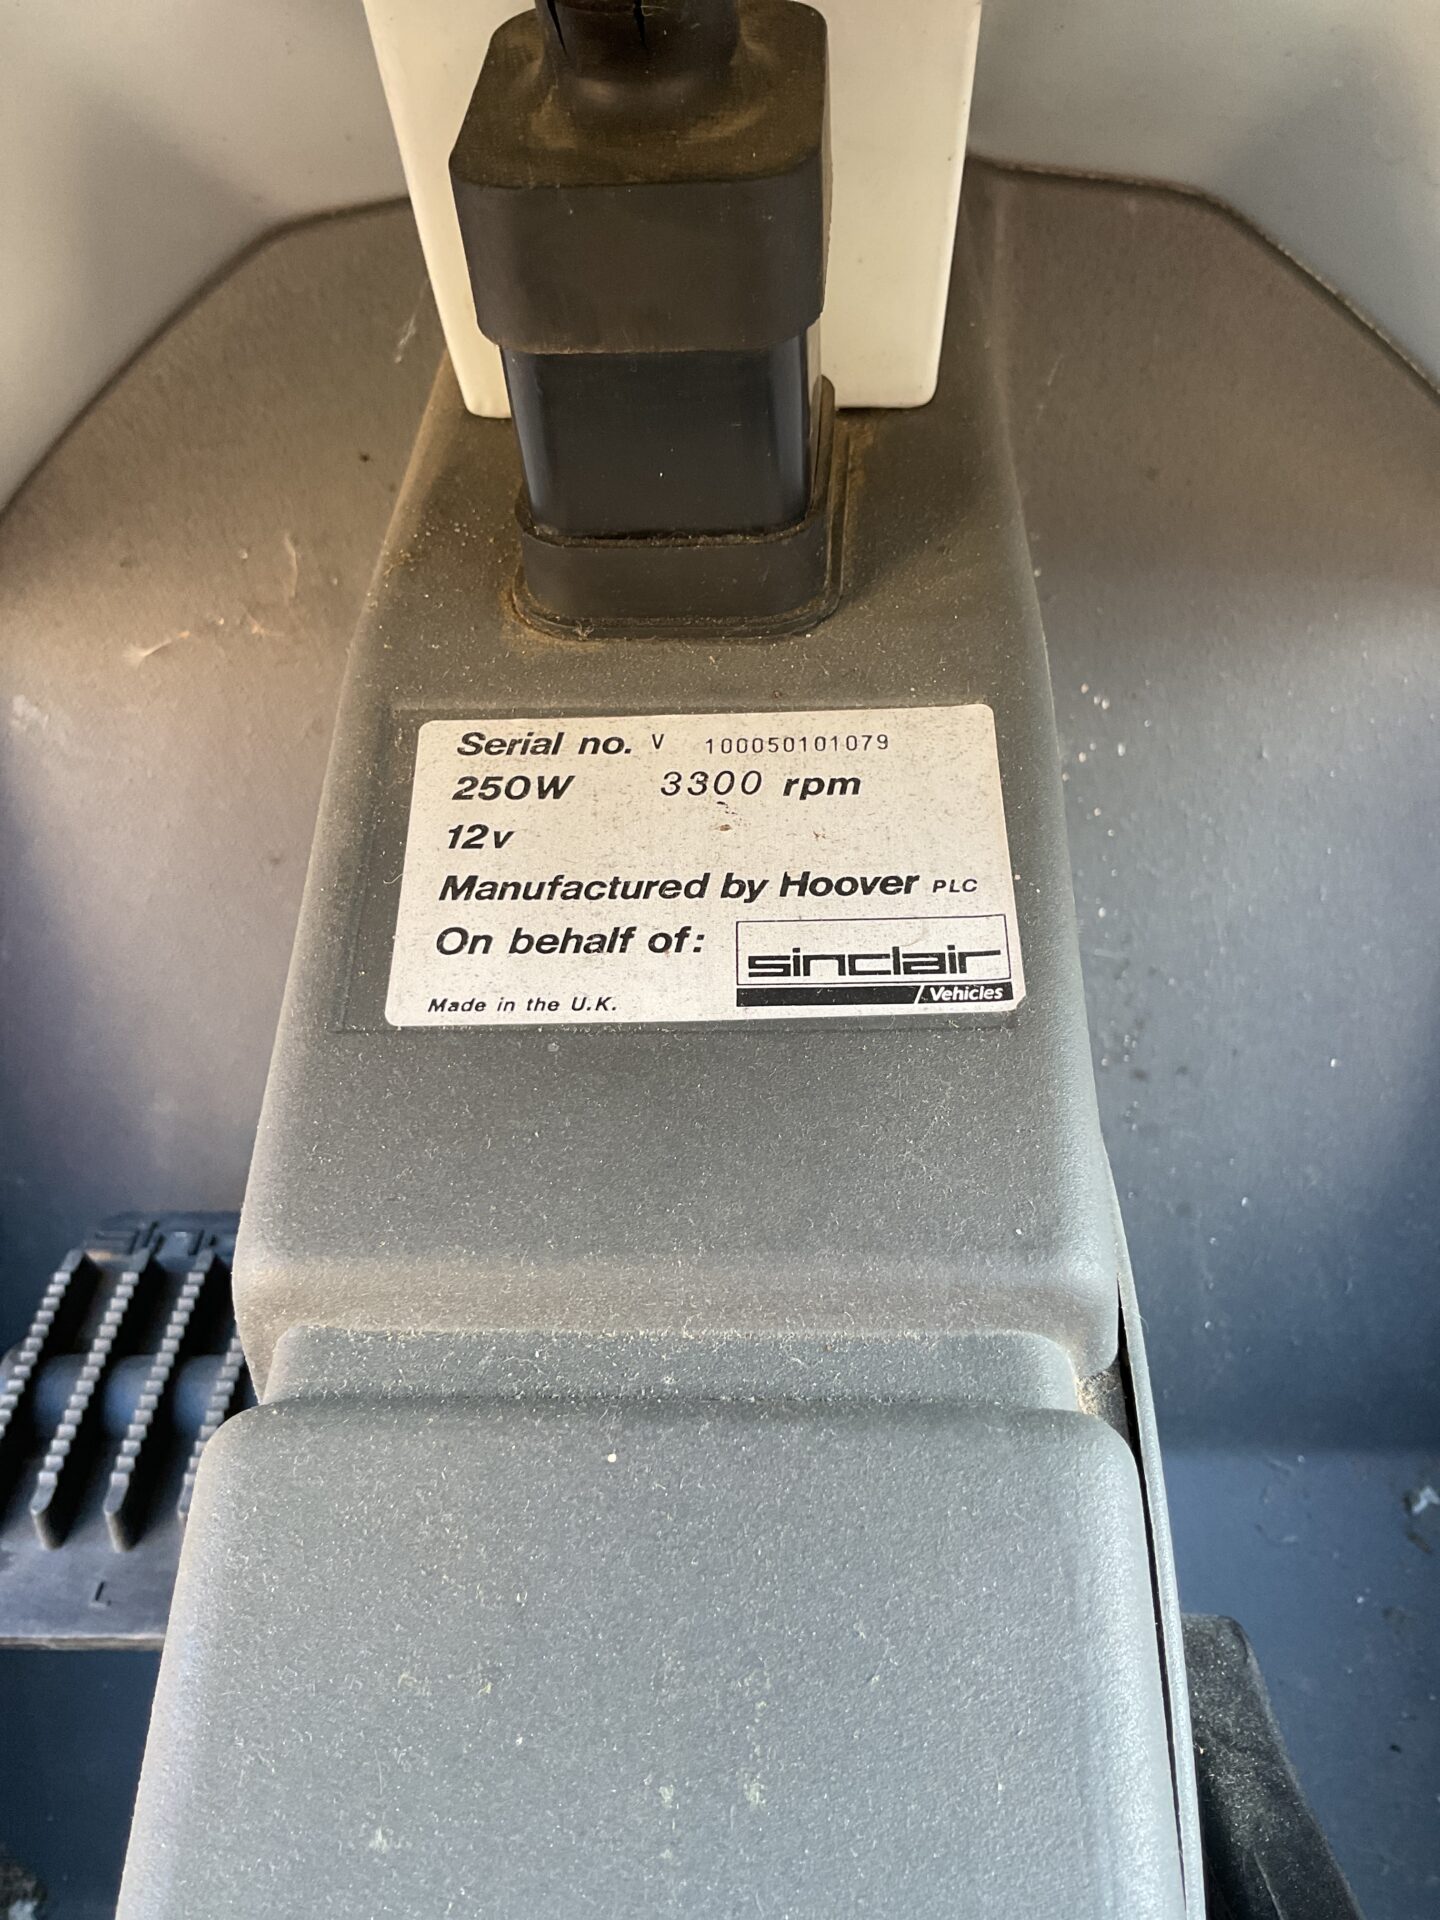 Serial no. V 100050101079
250W 3300 rpm
12v
Manufactured by Hoover PLC
On behalf of: sinclair
Vehicles
Made in the U.K.
L